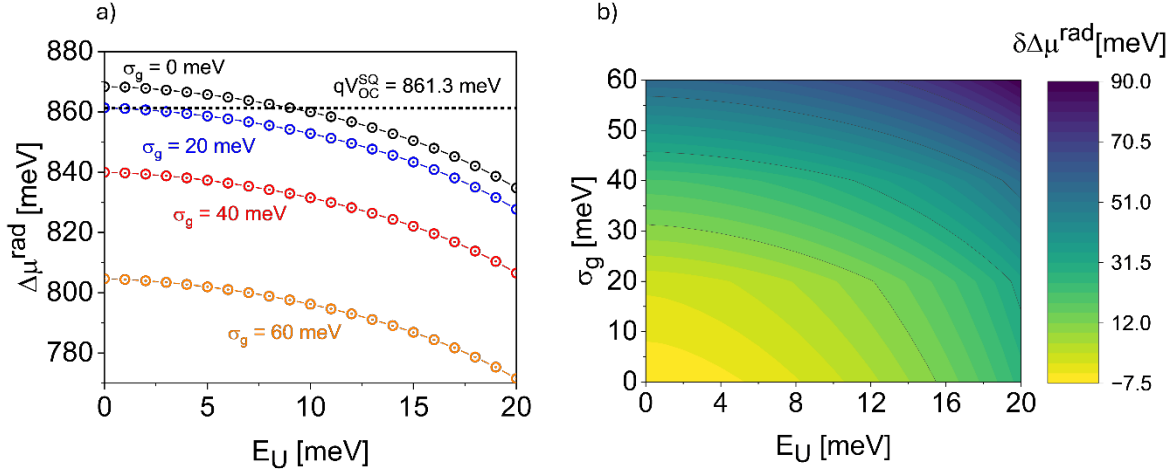 a)
880
860
840
820
800
780
Δμ^rad [meV]
σ_g = 0 meV
qV_OC^SQ = 861.3 meV
σ_g = 20 meV
σ_g = 40 meV
σ_g = 60 meV
0 5 10 15 20
E_U [meV]
b)
δΔμ^rad[meV]
60
50
40
30
20
10
0
σ_g [meV]
0 4 8 12 16 20
E_U [meV]
90.0
70.5
51.0
31.5
12.0
−7.5